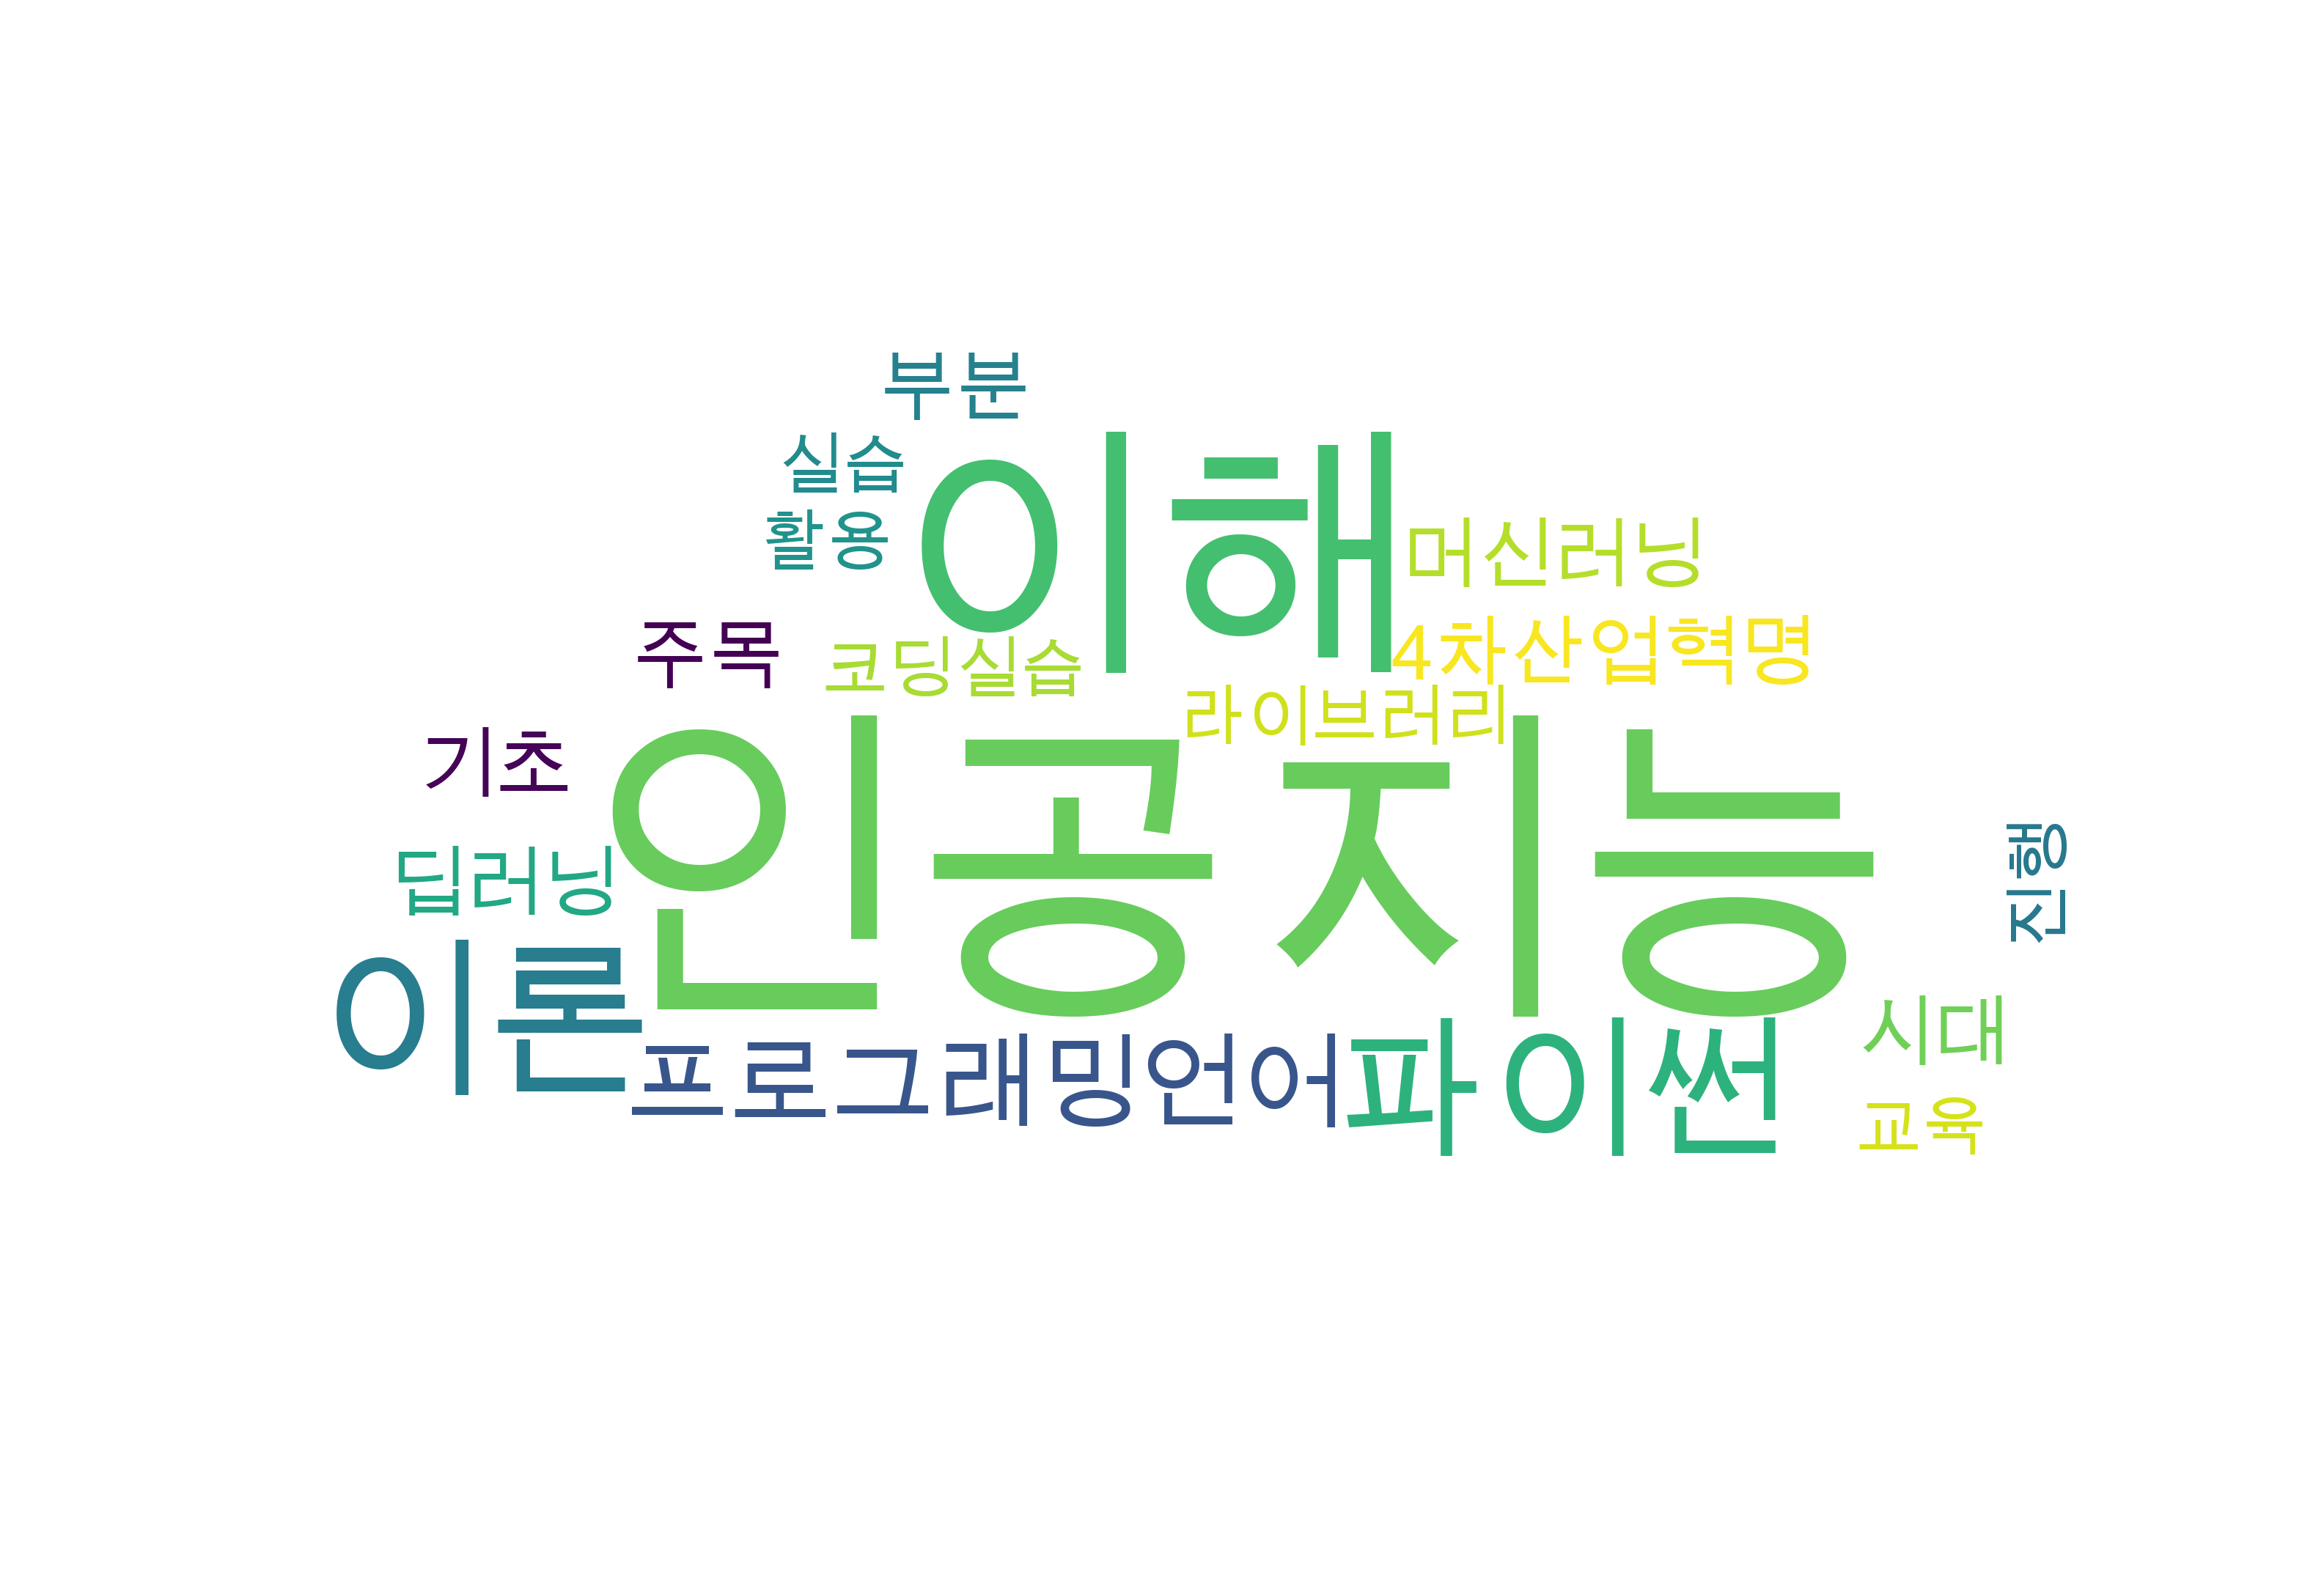 부분
실습
이해
활용
머신러닝
주목
코딩실습
4차산업혁명
라이브러리
기초
인공지능
딥러닝
진행
이론
프로그래밍언어
파이썬
시대
교육